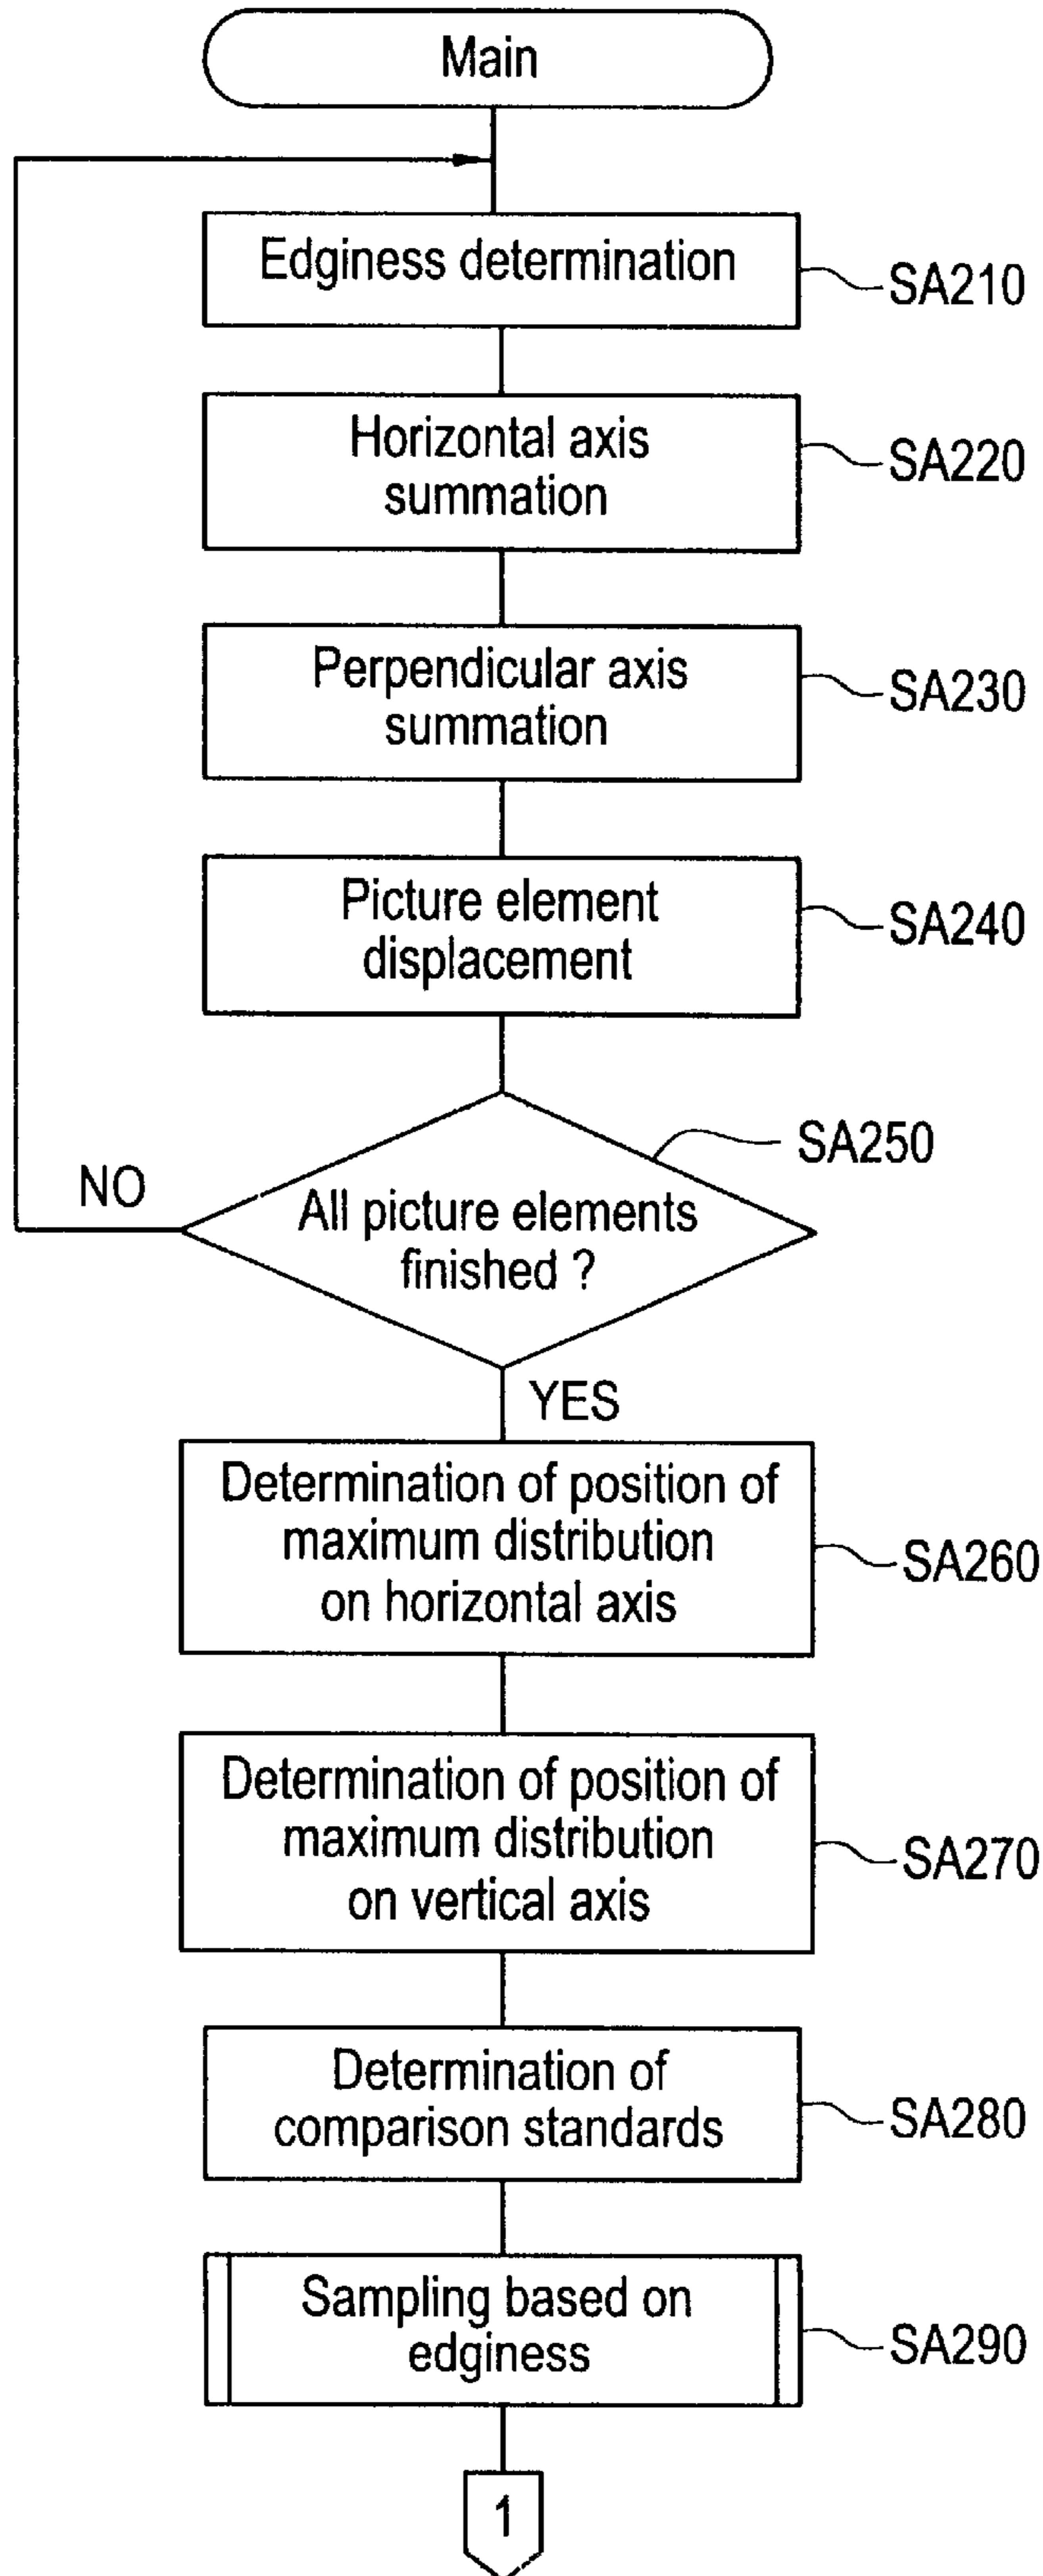 Main
Edginess determination
SA210
Horizontal axis
summation
SA220
Perpendicular axis
summation
SA230
Picture element
displacement
SA240
SA250
NO
All picture elements
finished ?
YES
Determination of position of
maximum distribution
on horizontal axis
SA260
Determination of position of
maximum distribution
on vertical axis
SA270
Determination of
comparison standards
SA280
Sampling based on
edginess
SA290
1